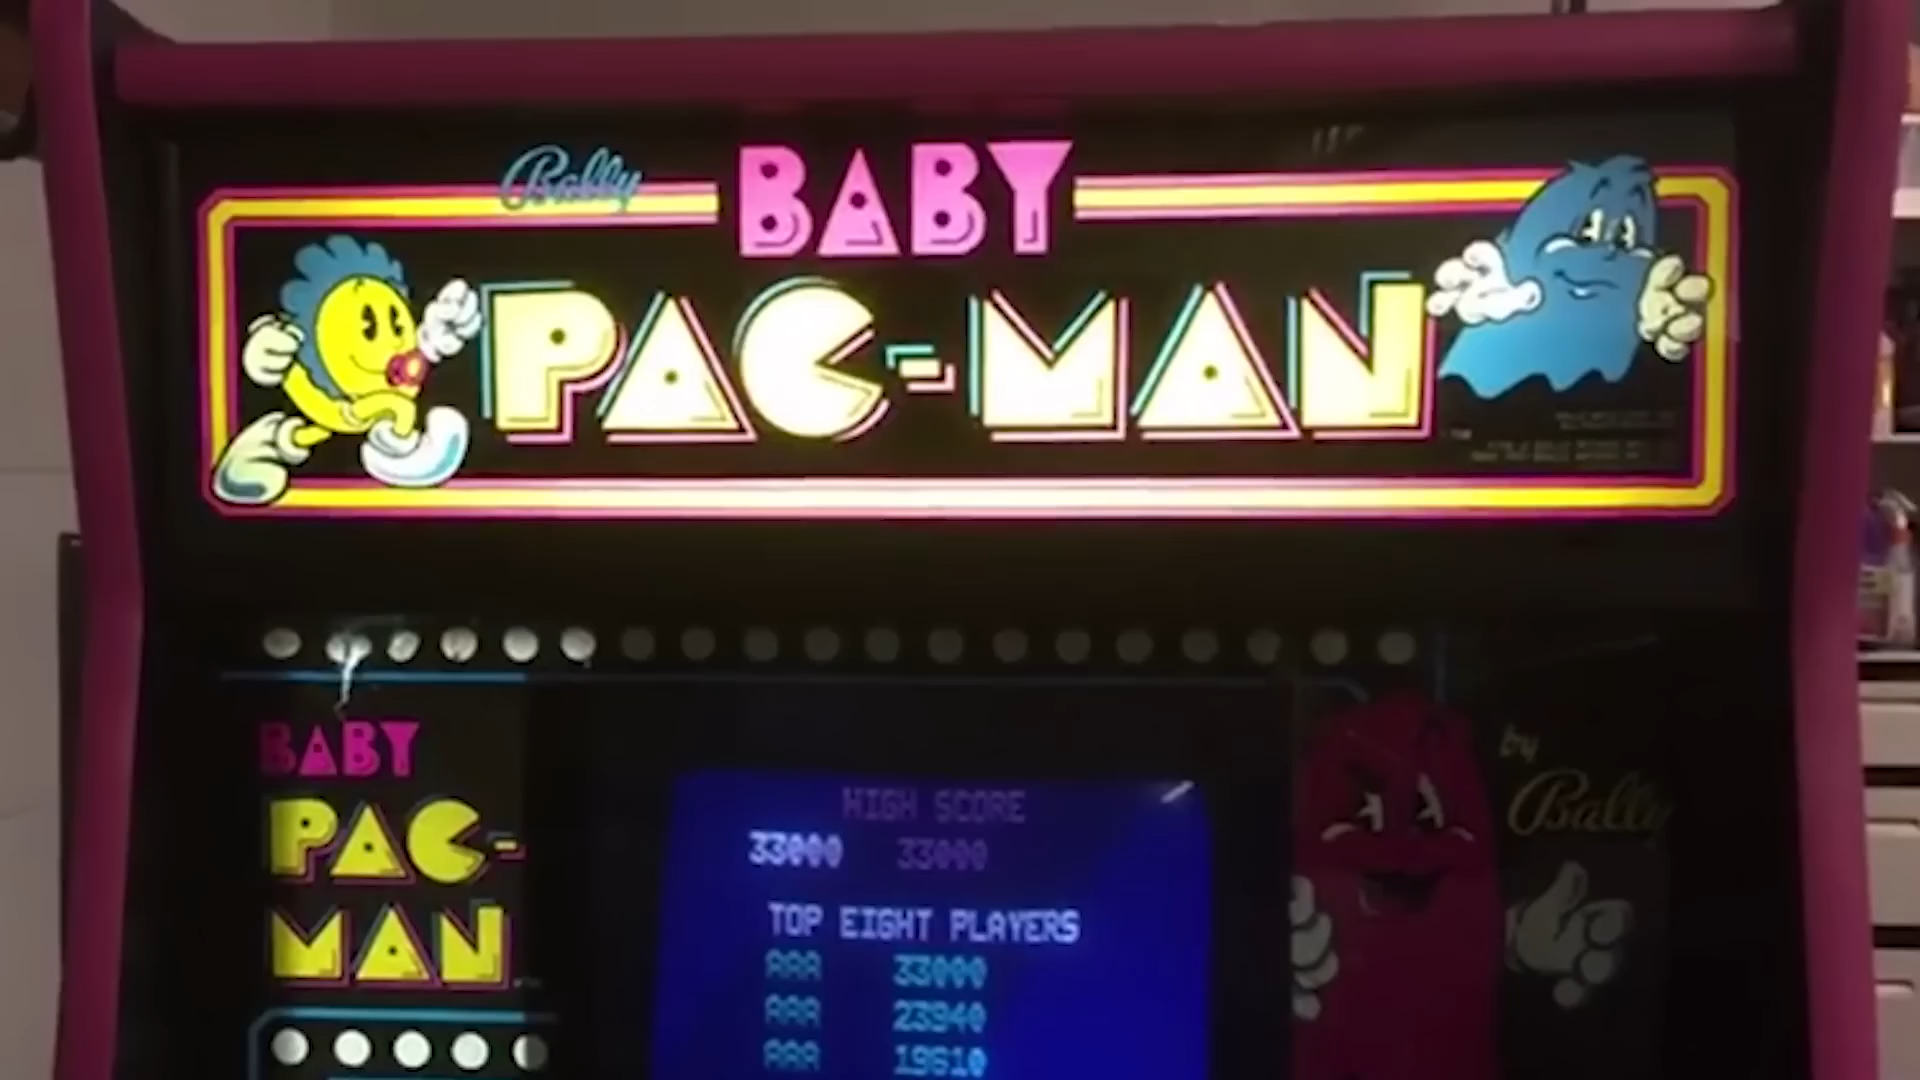 Bally
BABY
PAC-MAN
TM
BABY
PAC-
MAN
by
Bally
HIGH SCORE
33000 33000
TOP EIGHT PLAYERS
AAA 33000
AAA 23940
AAA 19610